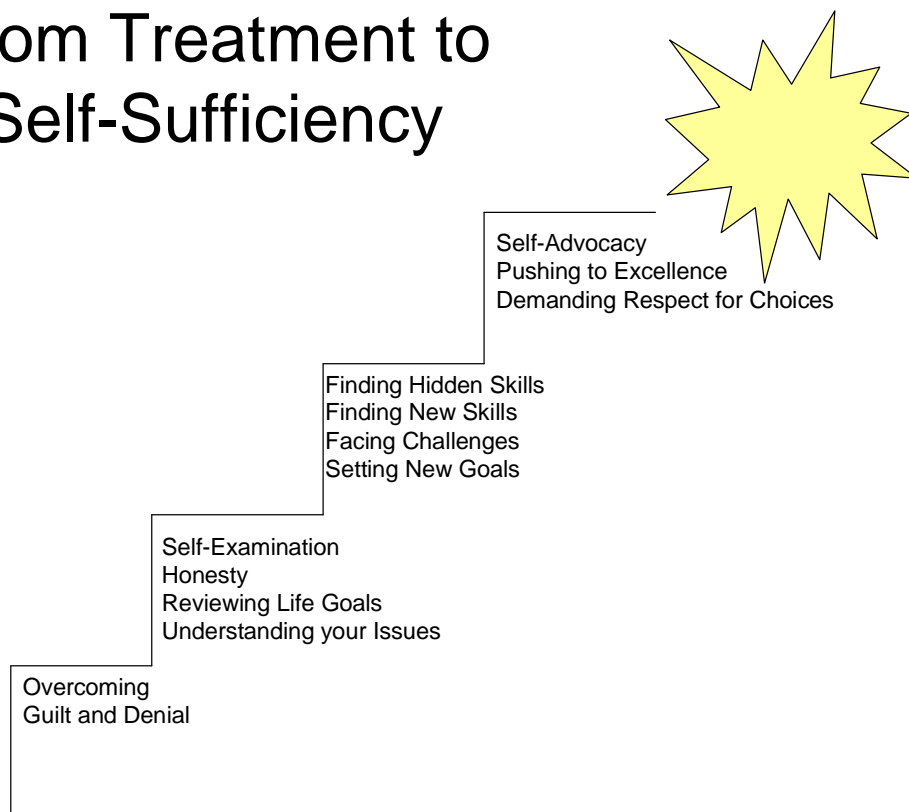 om Treatment to
Self-Sufficiency
Self-Advocacy
Pushing to Excellence
Demanding Respect for Choices
Finding Hidden Skills
Finding New Skills
Facing Challenges
Setting New Goals
Self-Examination
Honesty
Reviewing Life Goals
Understanding your Issues
Overcoming
Guilt and Denial